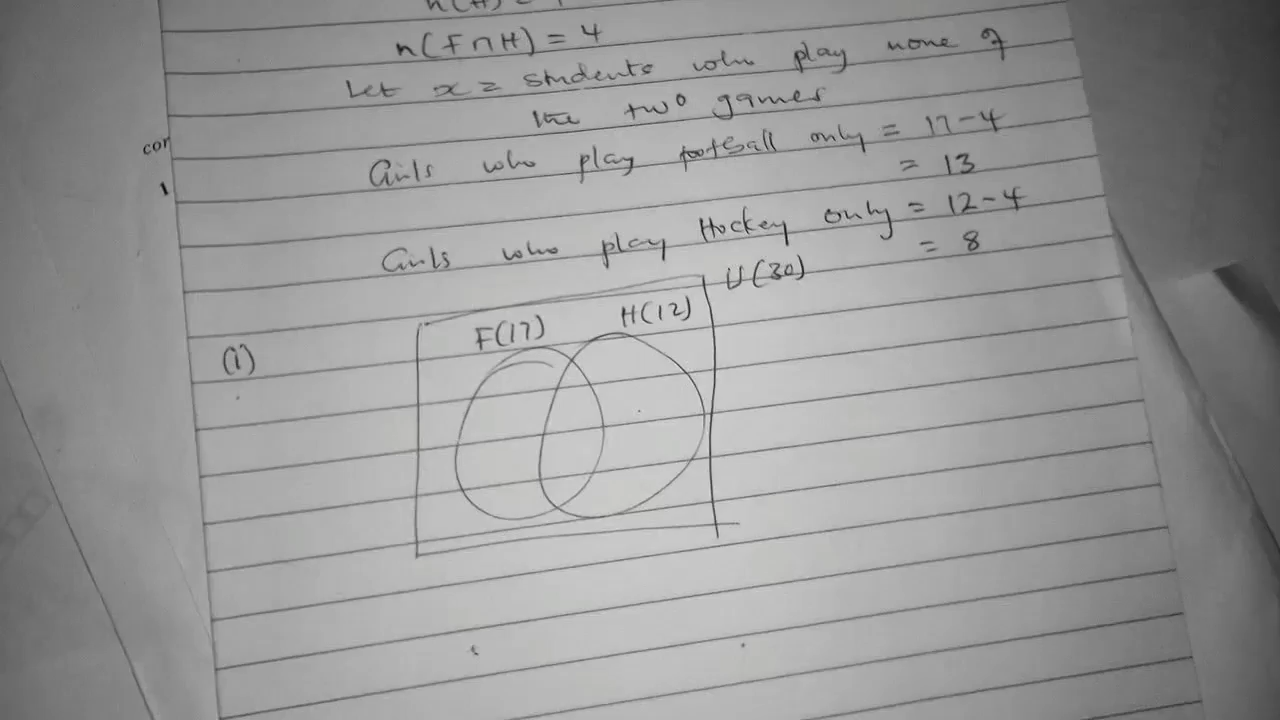 n(F∩H) = 4
Let x = students who play none of
the two games
Girls who play football only = 17-4
= 13
Girls who play Hockey only = 12-4
= 8
U(30)
F(17) H(12)
(i)